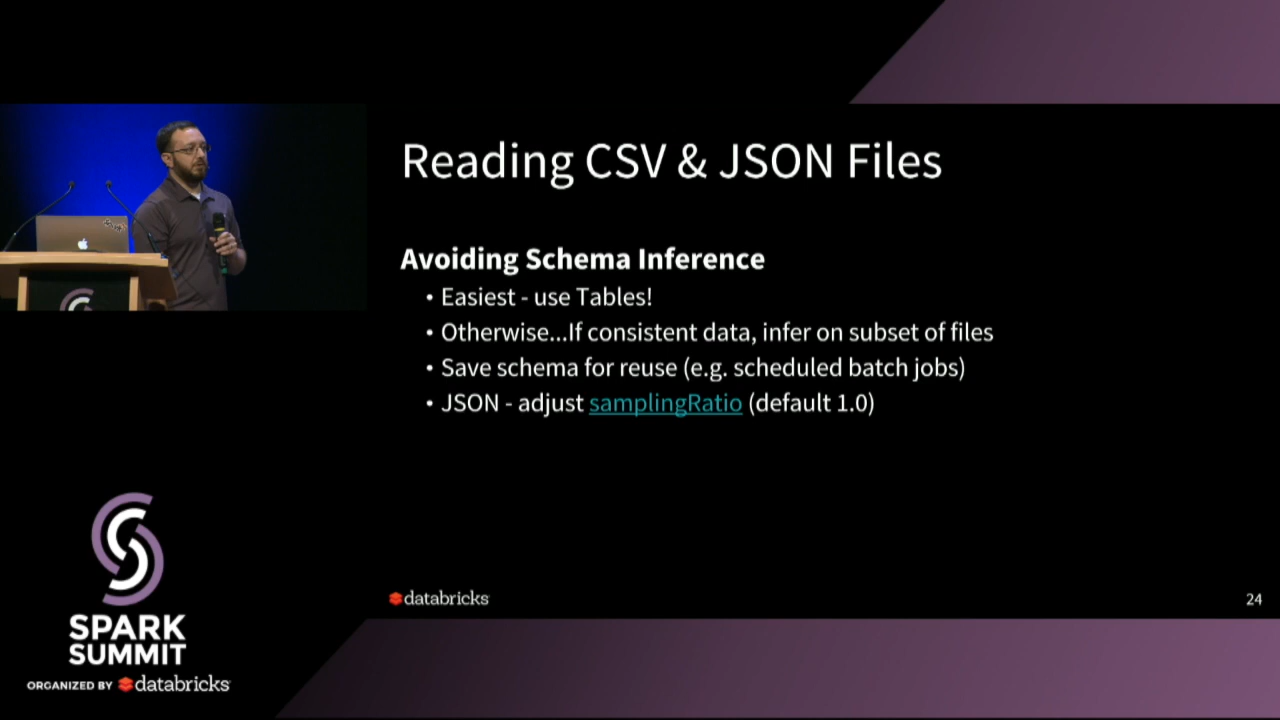 Reading CSV & JSON Files
Avoiding Schema Inference
• Easiest - use Tables!
• Otherwise...If consistent data, infer on subset of files
• Save schema for reuse (e.g. scheduled batch jobs)
• JSON - adjust samplingRatio (default 1.0)
databricks
24
SPARK
SUMMIT
ORGANIZED BY databricks